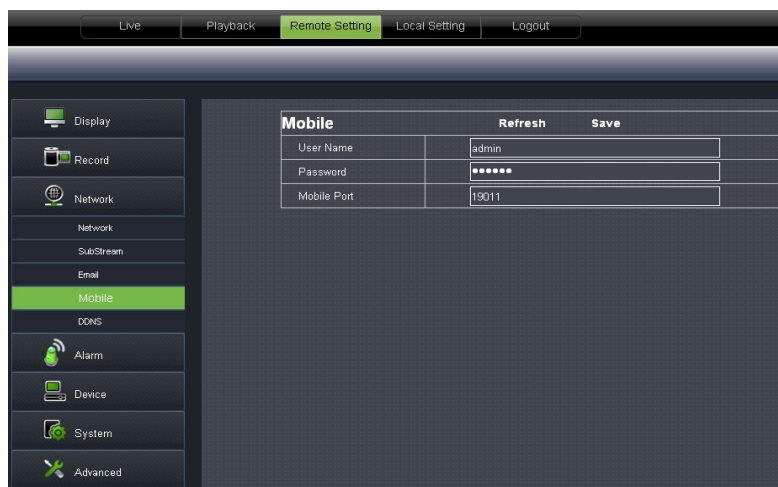 Live Playback Remote Setting Local Setting Logout
Display
Record
Network
Network
SubStream
Email
Mobile
DDNS
Alarm
Device
System
Advanced
Mobile Refresh Save
User Name admin
Password ••••••
Mobile Port 19011